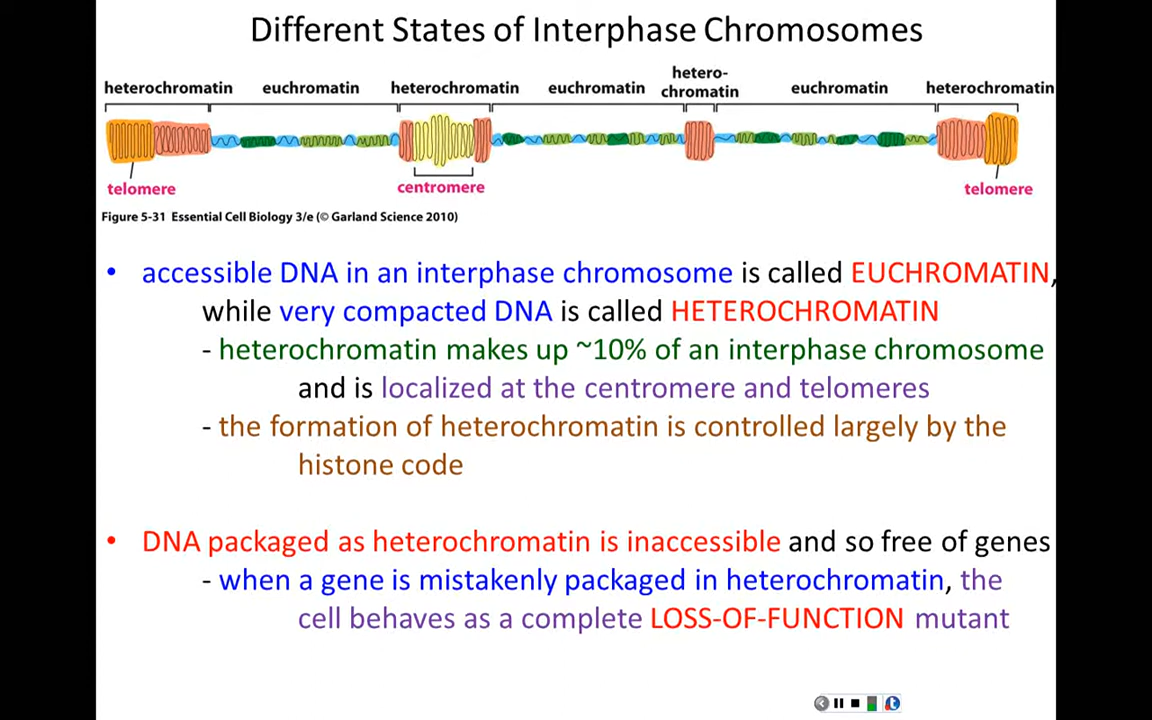 Different States of Interphase Chromosomes
heterochromatin euchromatin heterochromatin euchromatin hetero-chromatin euchromatin heterochromatin
telomere centromere telomere
Figure 5-31 Essential Cell Biology 3/e (© Garland Science 2010)
• accessible DNA in an interphase chromosome is called EUCHROMATIN,
while very compacted DNA is called HETEROCHROMATIN
- heterochromatin makes up ~10% of an interphase chromosome
and is localized at the centromere and telomeres
- the formation of heterochromatin is controlled largely by the
histone code
• DNA packaged as heterochromatin is inaccessible and so free of genes
- when a gene is mistakenly packaged in heterochromatin, the
cell behaves as a complete LOSS-OF-FUNCTION mutant